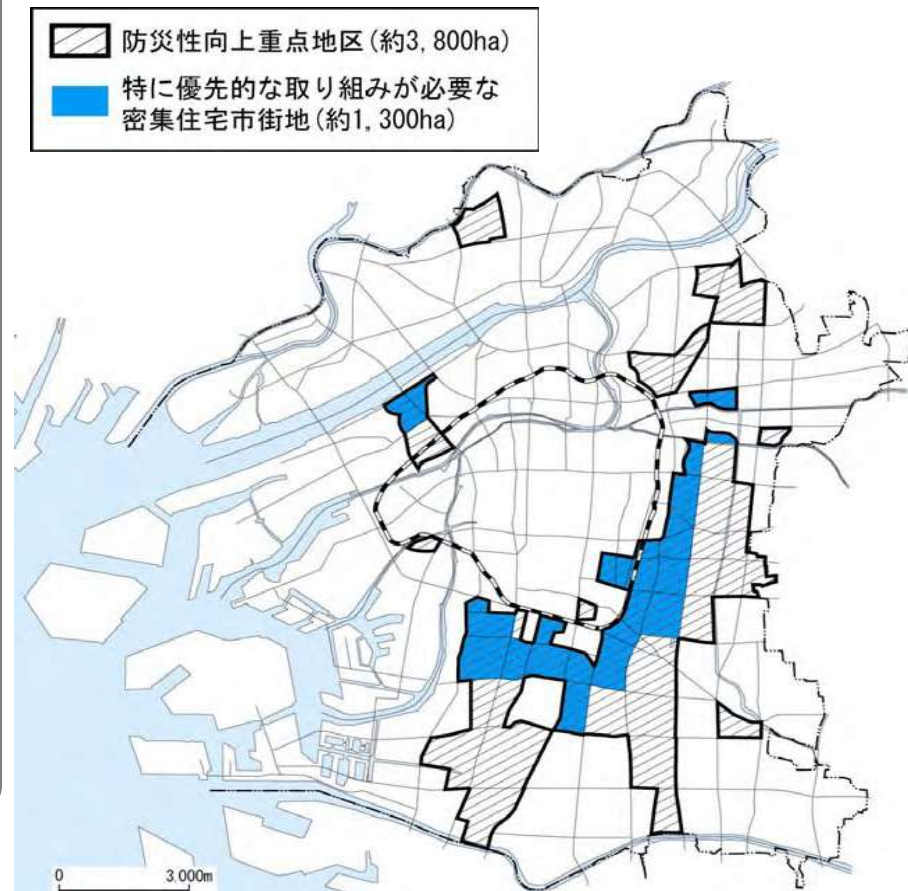 防災性向上重点地区(約3,800ha)
特に優先的な取り組みが必要な
密集住宅市街地(約1,300ha)
0 3.000m